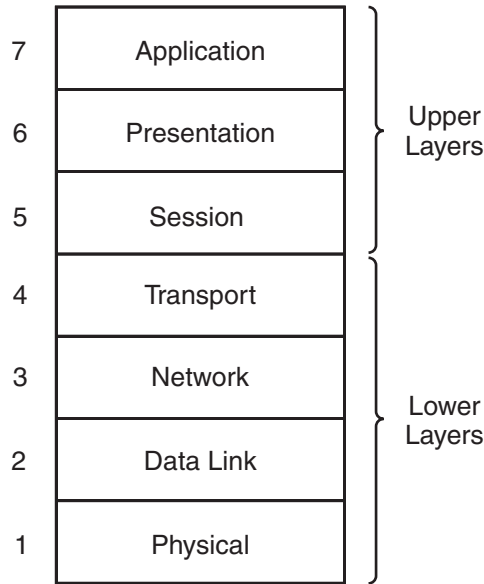 7 Application
6 Presentation
Upper
Layers
5 Session
4 Transport
3 Network
Lower
Layers
2 Data Link
1 Physical